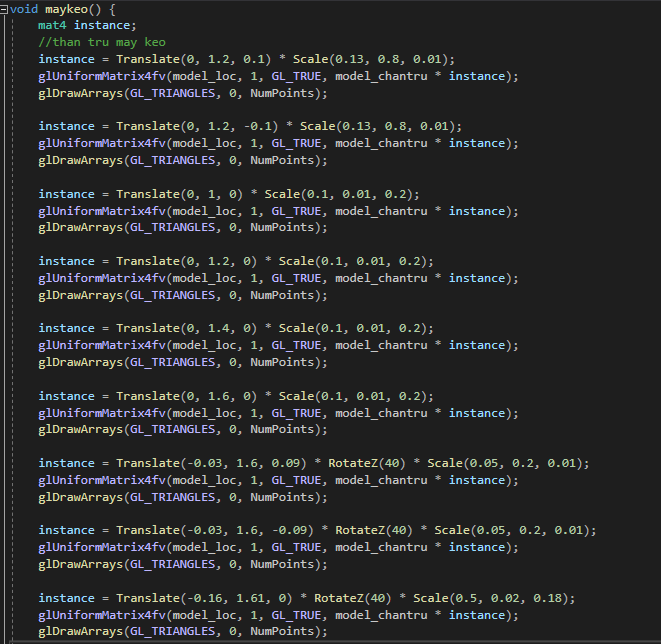 void maykeo() {
mat4 instance;
//than tru may keo
instance = Translate(0, 1.2, 0.1) * Scale(0.13, 0.8, 0.01);
glUniformMatrix4fv(model_loc, 1, GL_TRUE, model_chantru * instance);
glDrawArrays(GL_TRIANGLES, 0, NumPoints);
instance = Translate(0, 1.2, -0.1) * Scale(0.13, 0.8, 0.01);
glUniformMatrix4fv(model_loc, 1, GL_TRUE, model_chantru * instance);
glDrawArrays(GL_TRIANGLES, 0, NumPoints);
instance = Translate(0, 1, 0) * Scale(0.1, 0.01, 0.2);
glUniformMatrix4fv(model_loc, 1, GL_TRUE, model_chantru * instance);
glDrawArrays(GL_TRIANGLES, 0, NumPoints);
instance = Translate(0, 1.2, 0) * Scale(0.1, 0.01, 0.2);
glUniformMatrix4fv(model_loc, 1, GL_TRUE, model_chantru * instance);
glDrawArrays(GL_TRIANGLES, 0, NumPoints);
instance = Translate(0, 1.4, 0) * Scale(0.1, 0.01, 0.2);
glUniformMatrix4fv(model_loc, 1, GL_TRUE, model_chantru * instance);
glDrawArrays(GL_TRIANGLES, 0, NumPoints);
instance = Translate(0, 1.6, 0) * Scale(0.1, 0.01, 0.2);
glUniformMatrix4fv(model_loc, 1, GL_TRUE, model_chantru * instance);
glDrawArrays(GL_TRIANGLES, 0, NumPoints);
instance = Translate(-0.03, 1.6, 0.09) * RotateZ(40) * Scale(0.05, 0.2, 0.01);
glUniformMatrix4fv(model_loc, 1, GL_TRUE, model_chantru * instance);
glDrawArrays(GL_TRIANGLES, 0, NumPoints);
instance = Translate(-0.03, 1.6, -0.09) * RotateZ(40) * Scale(0.05, 0.2, 0.01);
glUniformMatrix4fv(model_loc, 1, GL_TRUE, model_chantru * instance);
glDrawArrays(GL_TRIANGLES, 0, NumPoints);
instance = Translate(-0.16, 1.61, 0) * RotateZ(40) * Scale(0.5, 0.02, 0.18);
glUniformMatrix4fv(model_loc, 1, GL_TRUE, model_chantru * instance);
glDrawArrays(GL_TRIANGLES, 0, NumPoints);